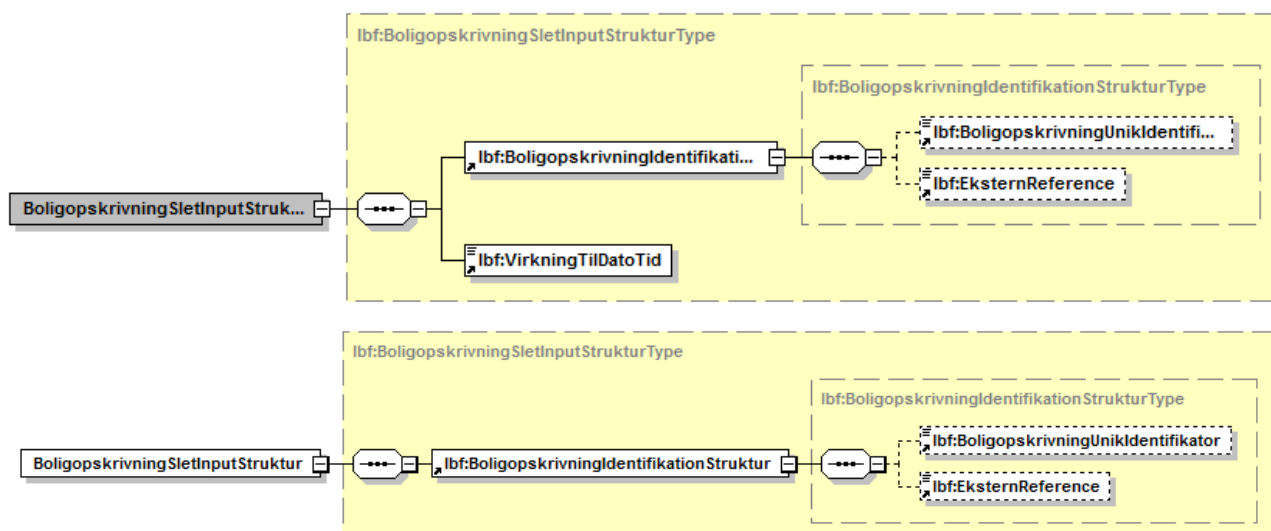 lbf:BoligopskrivningSletInputStrukturType
lbf:BoligopskrivningIdentifikationStrukturType
lbf:BoligopskrivningUnikIdentifi...
lbf:BoligopskrivningIdentifikati...
lbf:EksternReference
BoligopskrivningSletInputStruk...
lbf:VirkningTilDatoTid
lbf:BoligopskrivningSletInputStrukturType
lbf:BoligopskrivningIdentifikationStrukturType
lbf:BoligopskrivningUnikIdentifikator
BoligopskrivningSletInputStruktur
lbf:BoligopskrivningIdentifikationStruktur
lbf:EksternReference